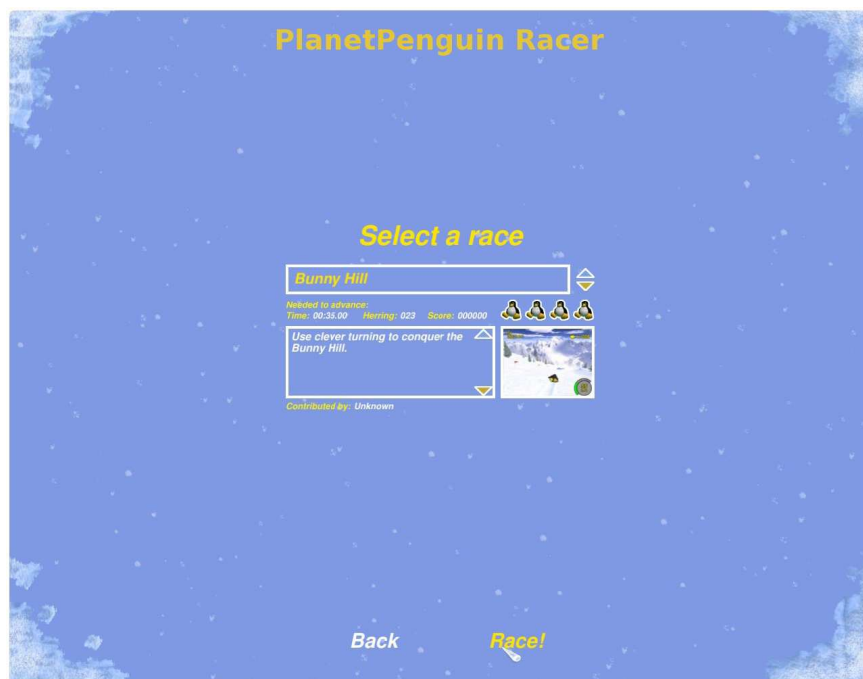 PlanetPenguin Racer
Select a race
Bunny Hill
Needed to advance:
Time: 00:35.00 Herring: 023 Score: 000000
Use clever turning to conquer the
Bunny Hill.
Contributed by: Unknown
Back Race!